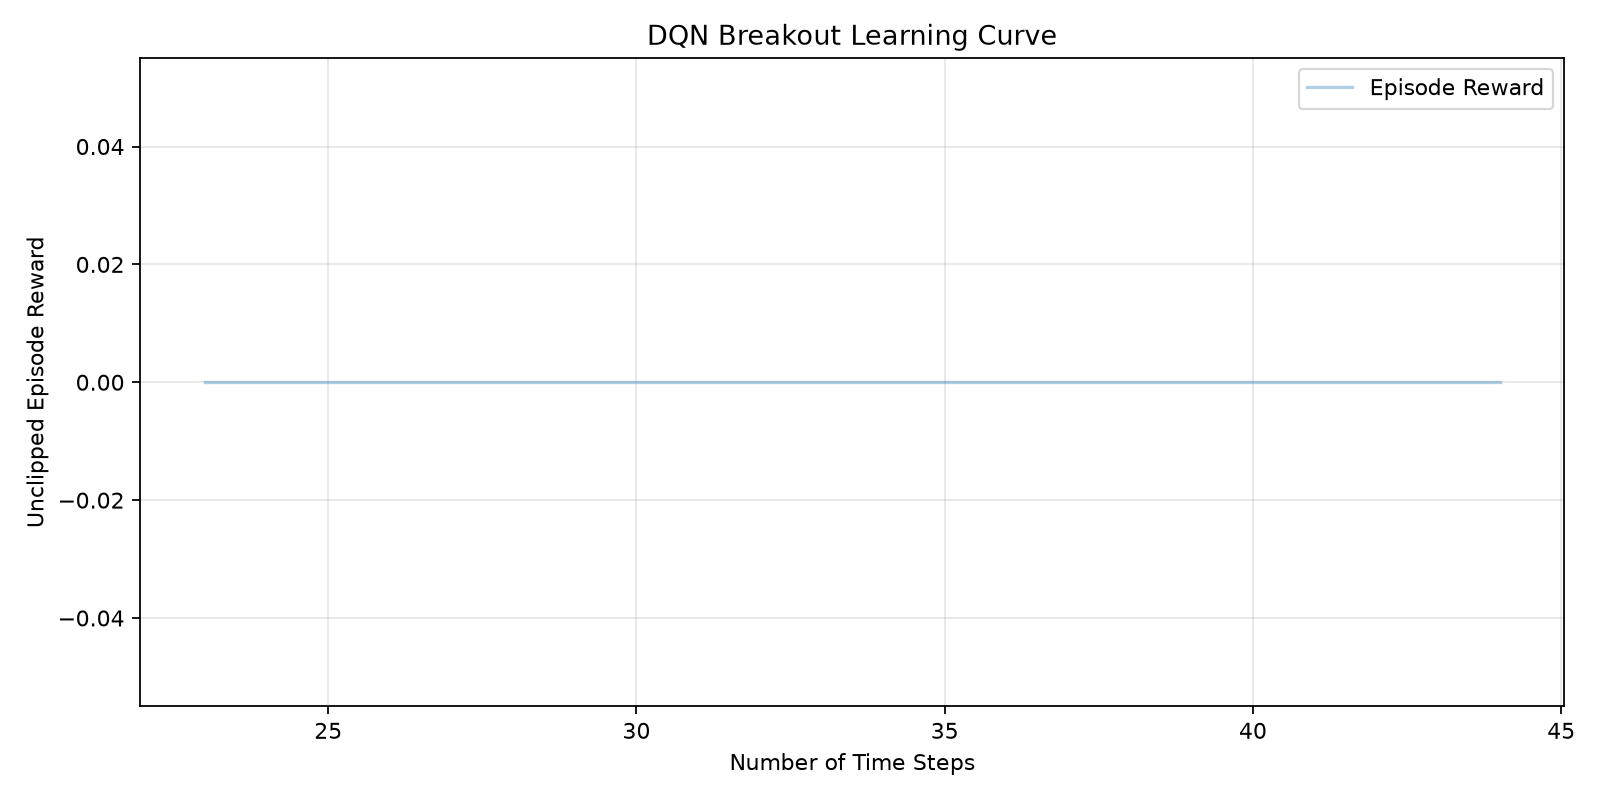 DQN Breakout Learning Curve
Episode Reward
Unclipped Episode Reward
0.04
0.02
0.00
−0.02
−0.04
25 30 35 40 45
Number of Time Steps